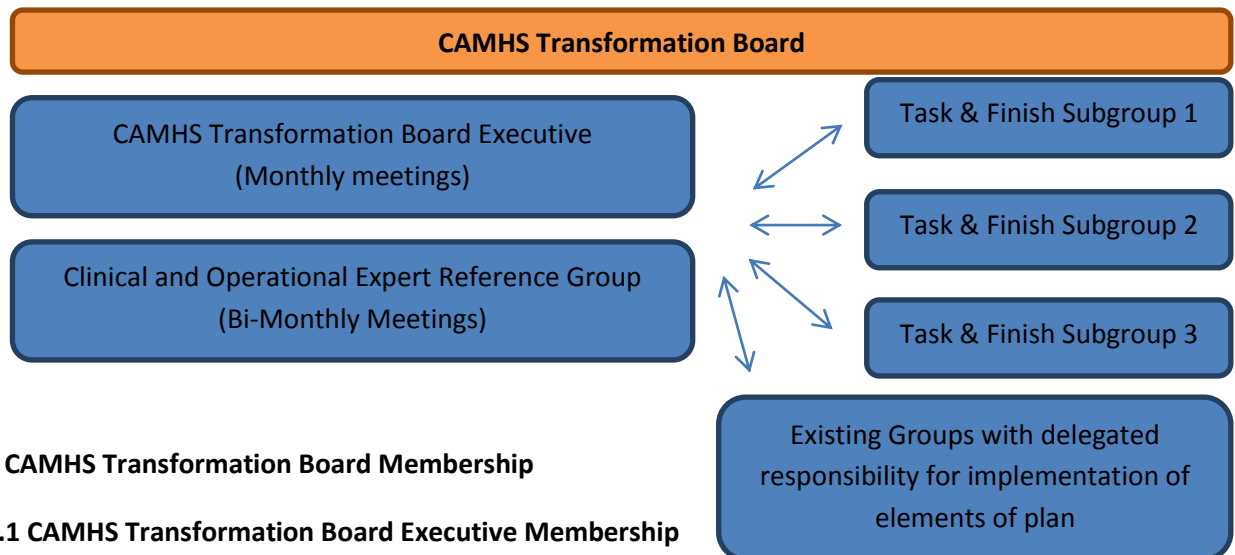 CAMHS Transformation Board
CAMHS Transformation Board Executive
(Monthly meetings)
Clinical and Operational Expert Reference Group
(Bi-Monthly Meetings)
Task & Finish Subgroup 1
Task & Finish Subgroup 2
Task & Finish Subgroup 3
Existing Groups with delegated
responsibility for implementation of
elements of plan
CAMHS Transformation Board Membership
.1 CAMHS Transformation Board Executive Membership